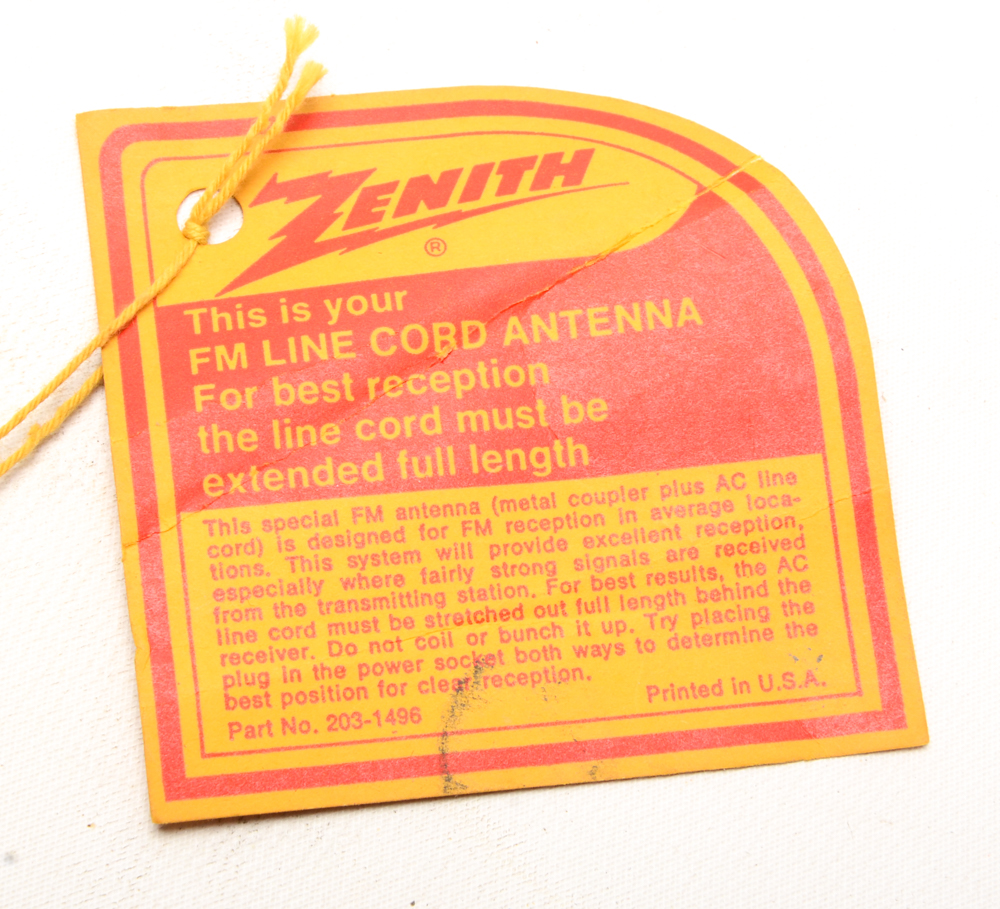 ZENITH
®
This is your
FM LINE CORD ANTENNA
For best reception
the line cord must be
extended full length
This special FM antenna (metal coupler plus AC line
cord) is designed for FM reception in average loca-
tions. This system will provide excellent reception,
especially where fairly strong signals are received
from the transmitting station. For best results, the AC
line cord must be stretched out full length behind the
receiver. Do not coil or bunch it up. Try placing the
plug in the power socket both ways to determine the
best position for clear reception.
Part No. 203-1496
Printed in U.S.A.